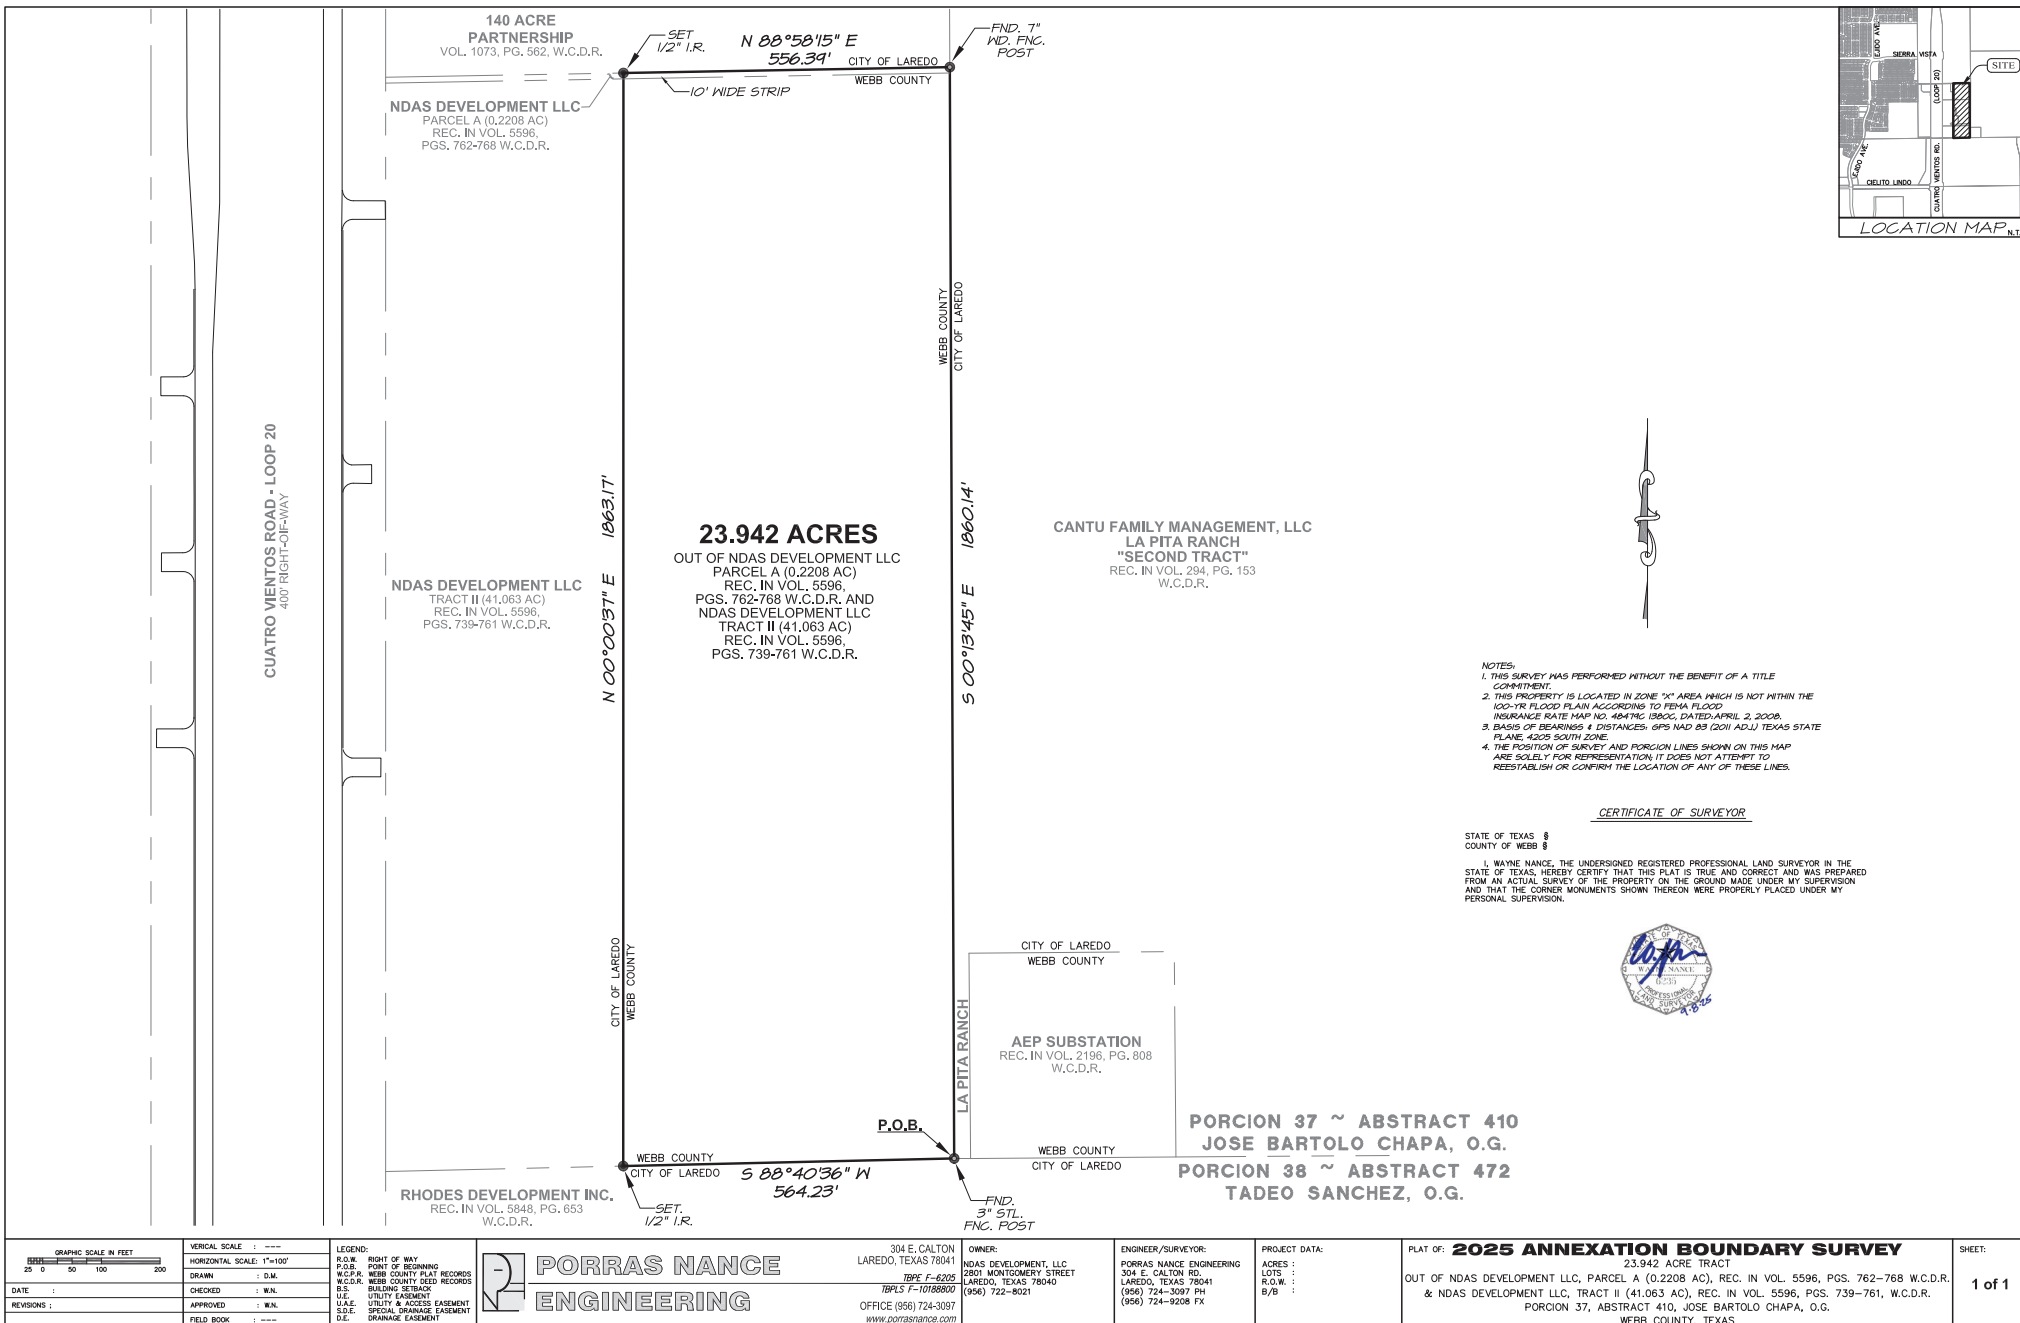 140 ACRE
PARTNERSHIP
VOL. 1073, PG. 562, W.C.D.R.
SET
1/2" I.R.
N 88°58'15" E
556.39'
CITY OF LAREDO
WEBB COUNTY
FND. 7"
WD. FNC.
POST
10' WIDE STRIP
NDAS DEVELOPMENT LLC
PARCEL A (0.2208 AC)
REC. IN VOL. 5596,
PGS. 762-768 W.C.D.R.
EJIDO AVE.
SIERRA VISTA
(LOOP 20)
SITE
EJIDO AVE.
CIELITO LINDO
CUATRO VIENTOS RD.
LOCATION MAP N.T.
WEBB COUNTY
CITY OF LAREDO
CUATRO VIENTOS ROAD - LOOP 20
400' RIGHT-OF-WAY
NDAS DEVELOPMENT LLC
TRACT II (41.063 AC)
REC. IN VOL. 5596,
PGS. 739-761 W.C.D.R.
N 00°00'37" E 1863.17'
23.942 ACRES
OUT OF NDAS DEVELOPMENT LLC
PARCEL A (0.2208 AC)
REC. IN VOL. 5596,
PGS. 762-768 W.C.D.R. AND
NDAS DEVELOPMENT LLC
TRACT II (41.063 AC)
REC. IN VOL. 5596,
PGS. 739-761 W.C.D.R.
S 00°13'45" E 1860.14'
CANTU FAMILY MANAGEMENT, LLC
LA PITA RANCH
"SECOND TRACT"
REC. IN VOL. 294, PG. 153
W.C.D.R.
NOTES:
1. THIS SURVEY WAS PERFORMED WITHOUT THE BENEFIT OF A TITLE
COMMITMENT.
2. THIS PROPERTY IS LOCATED IN ZONE "X" AREA WHICH IS NOT WITHIN THE
100-YR FLOOD PLAIN ACCORDING TO FEMA FLOOD
INSURANCE RATE MAP NO. 48479C 1380C, DATED:APRIL 2, 2008.
3. BASIS OF BEARINGS & DISTANCES: GPS NAD 83 (2011 ADJ.) TEXAS STATE
PLANE, 4205 SOUTH ZONE.
4. THE POSITION OF SURVEY AND PORCION LINES SHOWN ON THIS MAP
ARE SOLELY FOR REPRESENTATION; IT DOES NOT ATTEMPT TO
REESTABLISH OR CONFIRM THE LOCATION OF ANY OF THESE LINES.
CERTIFICATE OF SURVEYOR
STATE OF TEXAS §
COUNTY OF WEBB §
I, WAYNE NANCE, THE UNDERSIGNED REGISTERED PROFESSIONAL LAND SURVEYOR IN THE
STATE OF TEXAS, HEREBY CERTIFY THAT THIS PLAT IS TRUE AND CORRECT AND WAS PREPARED
FROM AN ACTUAL SURVEY OF THE PROPERTY ON THE GROUND MADE UNDER MY SUPERVISION
AND THAT THE CORNER MONUMENTS SHOWN THEREON WERE PROPERLY PLACED UNDER MY
PERSONAL SUPERVISION.
STATE OF TEXAS
WAYNE NANCE
6235
PROFESSIONAL
LAND SURVEYOR
9-8-25
CITY OF LAREDO
WEBB COUNTY
CITY OF LAREDO
WEBB COUNTY
LA PITA RANCH
AEP SUBSTATION
REC. IN VOL. 2196, PG. 808
W.C.D.R.
P.O.B.
WEBB COUNTY
CITY OF LAREDO
S 88°40'36" W
564.23'
WEBB COUNTY
CITY OF LAREDO
PORCION 37 ~ ABSTRACT 410
JOSE BARTOLO CHAPA, O.G.
PORCION 38 ~ ABSTRACT 472
TADEO SANCHEZ, O.G.
RHODES DEVELOPMENT INC.
REC. IN VOL. 5848, PG. 653
W.C.D.R.
SET.
1/2" I.R.
FND.
3" STL.
FNC. POST
GRAPHIC SCALE IN FEET
25 0 50 100 200
DATE :
REVISIONS :
VERICAL SCALE : ---
HORIZONTAL SCALE: 1"=100'
DRAWN : D.M.
CHECKED : W.N.
APPROVED : W.N.
FIELD BOOK : ---
LEGEND:
R.O.W. RIGHT OF WAY
P.O.B. POINT OF BEGINNING
W.C.P.R. WEBB COUNTY PLAT RECORDS
W.C.D.R. WEBB COUNTY DEED RECORDS
B.S. BUILDING SETBACK
U.E. UTILITY EASEMENT
U.A.E. UTILITY & ACCESS EASEMENT
S.D.E. SPECIAL DRAINAGE EASEMENT
D.E. DRAINAGE EASEMENT
PORRAS NANCE
ENGINEERING
304 E. CALTON
LAREDO, TEXAS 78041
TBPE F-6205
TBPLS F-10188800
OFFICE (956) 724-3097
www.porrasnance.com
OWNER:
NDAS DEVELOPMENT, LLC
2801 MONTGOMERY STREET
LAREDO, TEXAS 78040
(956) 722-8021
ENGINEER/SURVEYOR:
PORRAS NANCE ENGINEERING
304 E. CALTON RD.
LAREDO, TEXAS 78041
(956) 724-3097 PH
(956) 724-9208 FX
PROJECT DATA:
ACRES :
LOTS :
R.O.W. :
B/B :
PLAT OF: 2025 ANNEXATION BOUNDARY SURVEY
23.942 ACRE TRACT
OUT OF NDAS DEVELOPMENT LLC, PARCEL A (0.2208 AC), REC. IN VOL. 5596, PGS. 762-768 W.C.D.R.
& NDAS DEVELOPMENT LLC, TRACT II (41.063 AC), REC. IN VOL. 5596, PGS. 739-761, W.C.D.R.
PORCION 37, ABSTRACT 410, JOSE BARTOLO CHAPA, O.G.
WEBB COUNTY, TEXAS
SHEET:
1 of 1